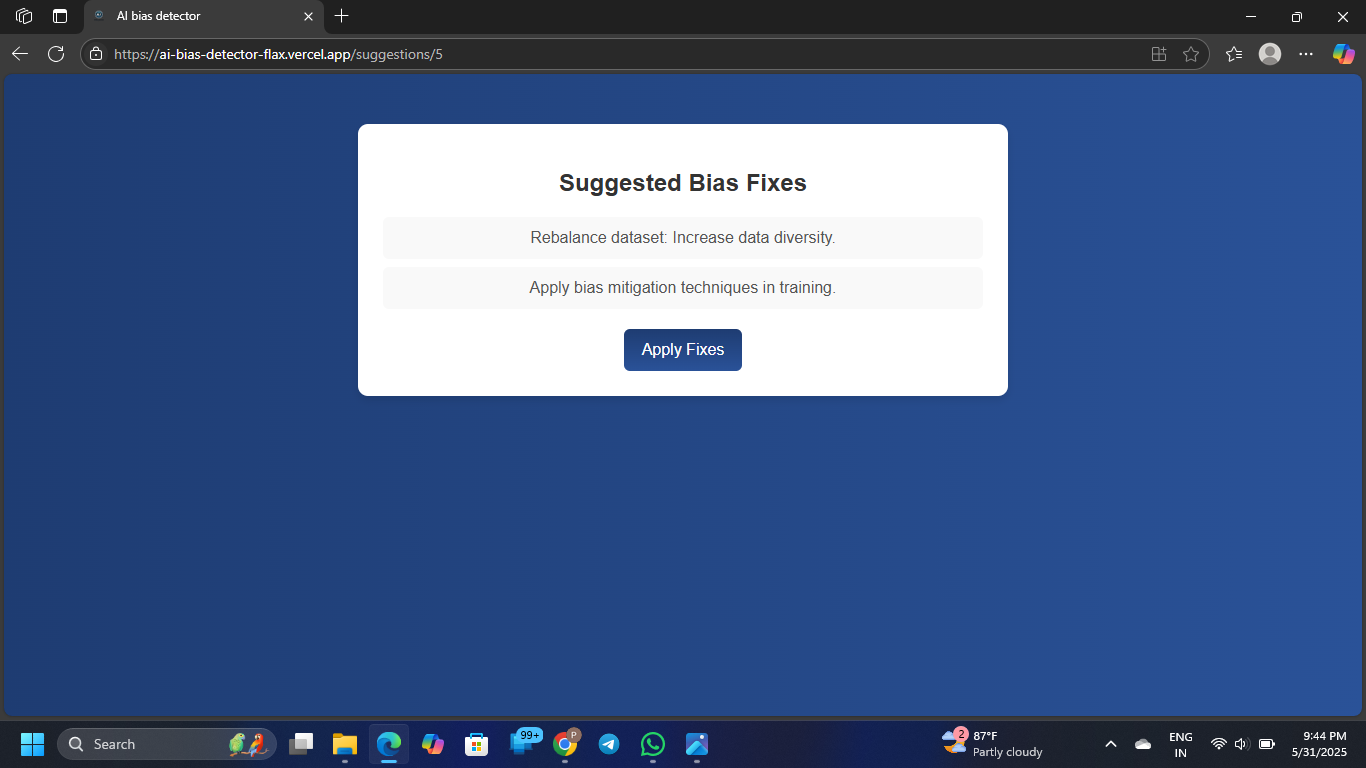 AI bias detector
https://ai-bias-detector-flax.vercel.app/suggestions/5
Suggested Bias Fixes
Rebalance dataset: Increase data diversity.
Apply bias mitigation techniques in training.
Apply Fixes
Search
99+
P
2
87°F
Partly cloudy
ENG
IN
9:44 PM
5/31/2025